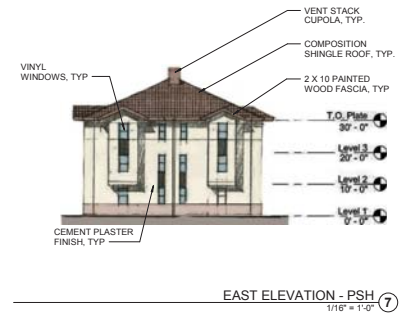 VENT STACK
CUPOLA, TYP.
COMPOSITION
SHINGLE ROOF, TYP.
VINYL
WINDOWS, TYP
2 X 10 PAINTED
WOOD FASCIA, TYP
T.O. Plate
30' - 0"
Level 3
20' - 0"
Level 2
10' - 0"
Level 1
0' - 0"
CEMENT PLASTER
FINISH, TYP
EAST ELEVATION - PSH
1/16" = 1'-0"
7